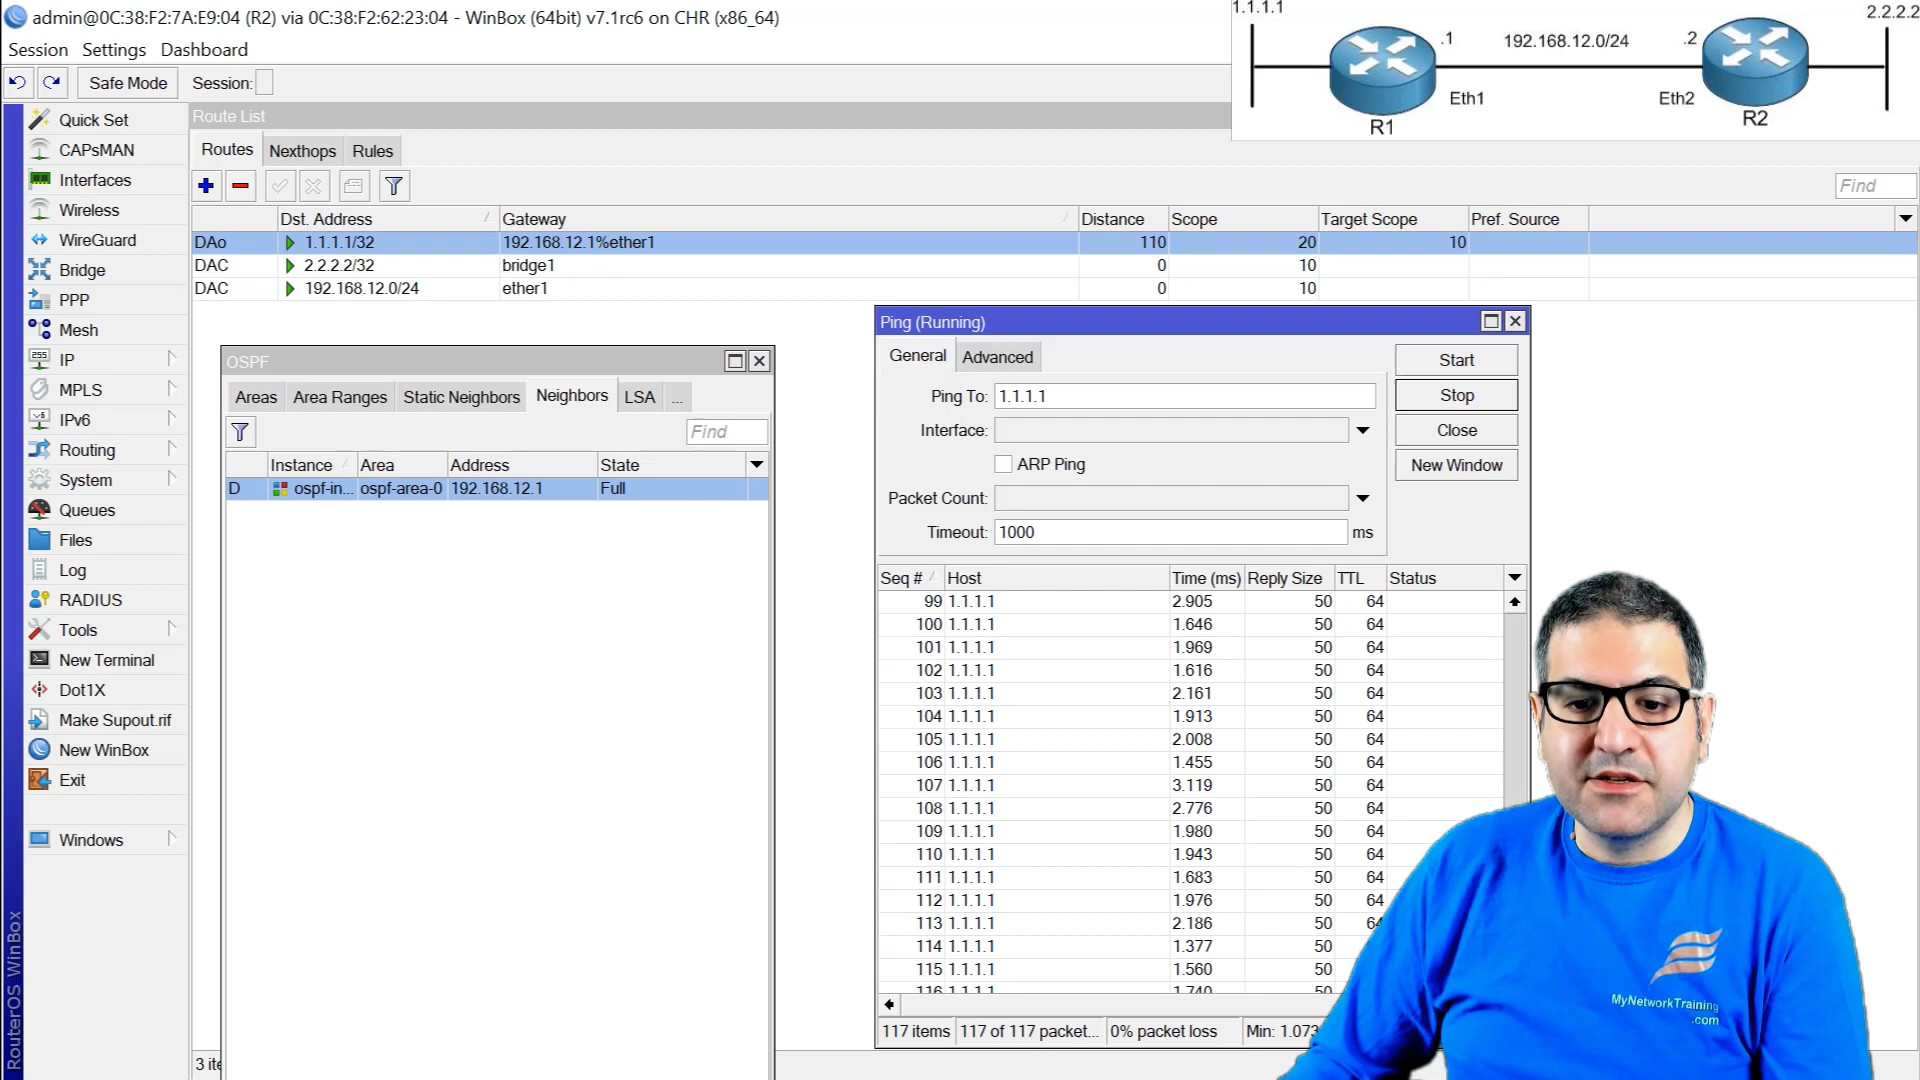 admin@0C:38:F2:7A:E9:04 (R2) via 0C:38:F2:62:23:04 - WinBox (64bit) v7.1rc6 on CHR (x86_64)
Session Settings Dashboard
Safe Mode Session:
1.1.1.1 2.2.2.2
.1 192.168.12.0/24 .2
Eth1 Eth2
R1 R2
Quick Set
CAPsMAN
Interfaces
Wireless
WireGuard
Bridge
PPP
Mesh
IP
MPLS
IPv6
Routing
System
Queues
Files
Log
RADIUS
Tools
New Terminal
Dot1X
Make Supout.rif
New WinBox
Exit
Windows
RouterOS WinBox
Route List
Routes Nexthops Rules
Find
Dst. Address Gateway Distance Scope Target Scope Pref. Source
DAo 1.1.1.1/32 192.168.12.1%ether1 110 20 10
DAC 2.2.2.2/32 bridge1 0 10
DAC 192.168.12.0/24 ether1 0 10
OSPF
Areas Area Ranges Static Neighbors Neighbors LSA ...
Find
Instance Area Address State
D ospf-in... ospf-area-0 192.168.12.1 Full
Ping (Running)
General Advanced
Ping To: 1.1.1.1
Interface:
ARP Ping
Packet Count:
Timeout: 1000 ms
Start
Stop
Close
New Window
Seq # Host Time (ms) Reply Size TTL Status
99 1.1.1.1 2.905 50 64
100 1.1.1.1 1.646 50 64
101 1.1.1.1 1.969 50 64
102 1.1.1.1 1.616 50 64
103 1.1.1.1 2.161 50 64
104 1.1.1.1 1.913 50 64
105 1.1.1.1 2.008 50 64
106 1.1.1.1 1.455 50 64
107 1.1.1.1 3.119 50 64
108 1.1.1.1 2.776 50 64
109 1.1.1.1 1.980 50 64
110 1.1.1.1 1.943 50 64
111 1.1.1.1 1.683 50 64
112 1.1.1.1 1.976 50 64
113 1.1.1.1 2.186 50 64
114 1.1.1.1 1.377 50
115 1.1.1.1 1.560 50
116 1.1.1.1 1.740 50
117 items 117 of 117 packet... 0% packet loss Min: 1.073
3 ite
MyNetworkTraining
.com